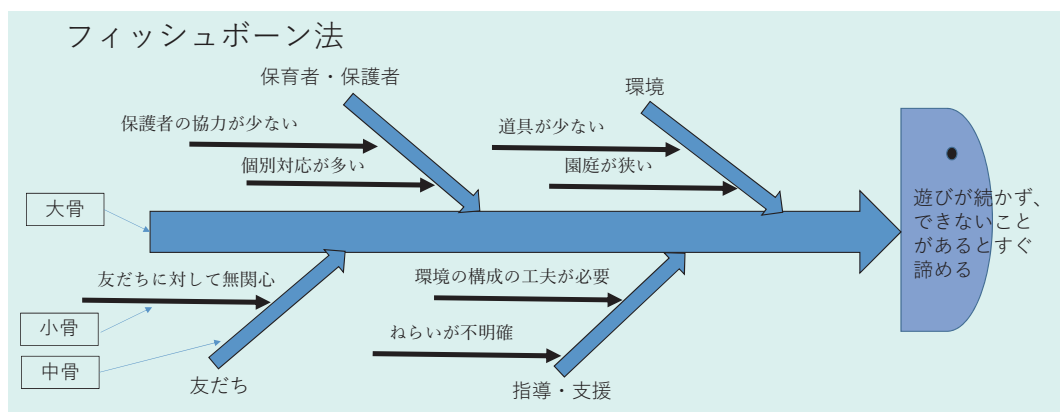 フィッシュボーン法
保育者・保護者
環境
保護者の協力が少ない
道具が少ない
個別対応が多い
園庭が狭い
大骨
遊びが続かず、
できないこと
があるとすぐ
諦める
友だちに対して無関心
環境の構成の工夫が必要
小骨
ねらいが不明確
中骨
友だち
指導・支援